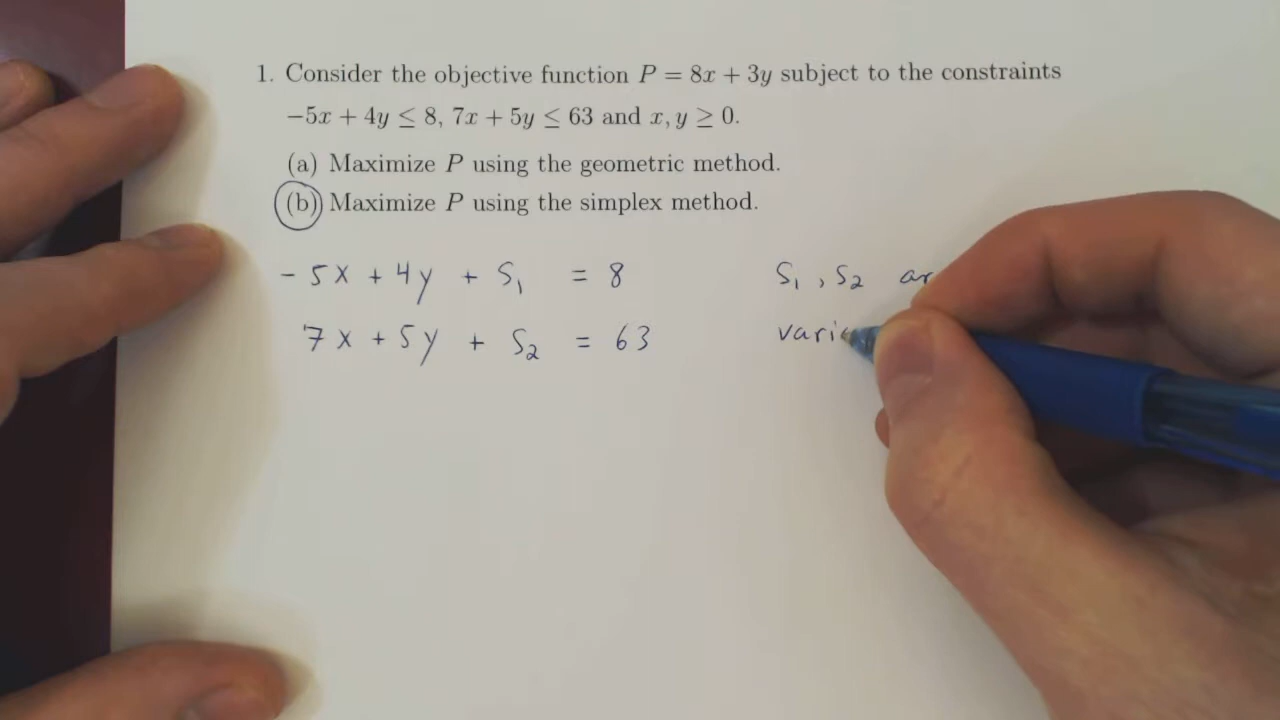 1. Consider the objective function P = 8x + 3y subject to the constraints
−5x + 4y ≤ 8, 7x + 5y ≤ 63 and x, y ≥ 0.
(a) Maximize P using the geometric method.
(b) Maximize P using the simplex method.
- 5x + 4y + S₁ = 8
S₁, S₂
7x + 5y + S₂ = 63